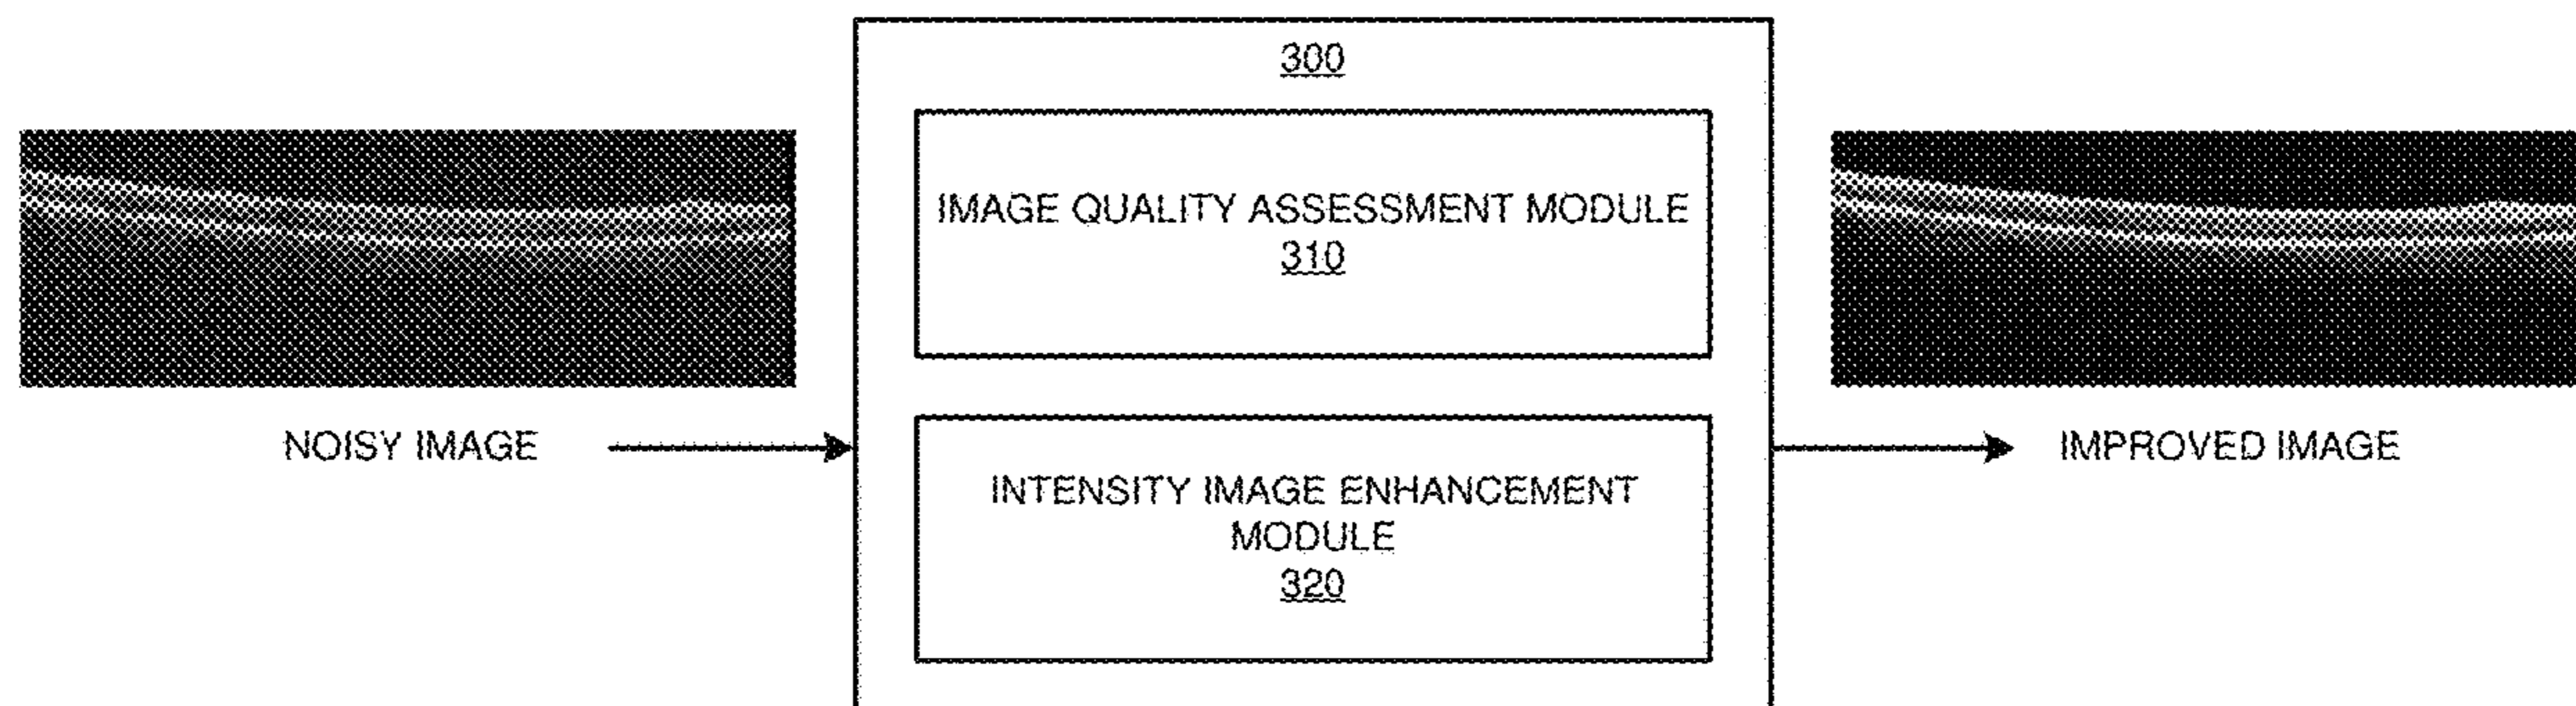 300
IMAGE QUALITY ASSESSMENT MODULE
310
NOISY IMAGE
IMPROVED IMAGE
INTENSITY IMAGE ENHANCEMENT
MODULE
320